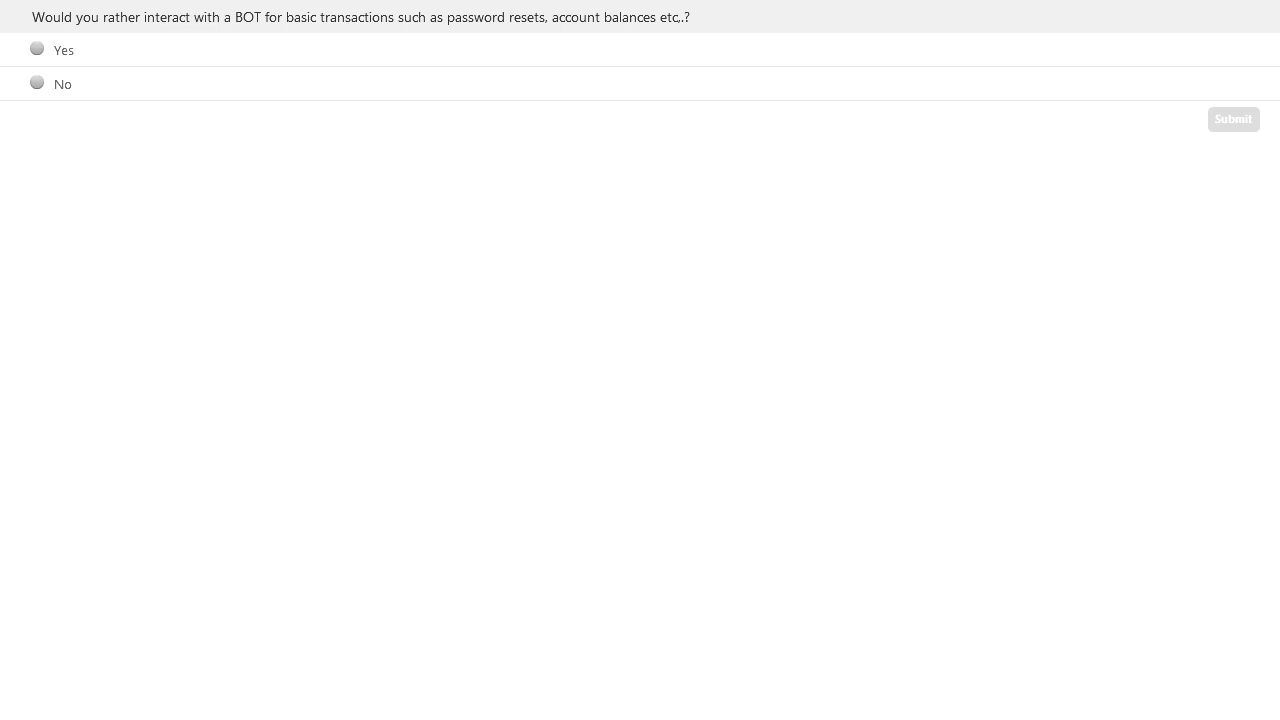 Would you rather interact with a BOT for basic transactions such as password resets, account balances etc,.?
Yes
No
Submit